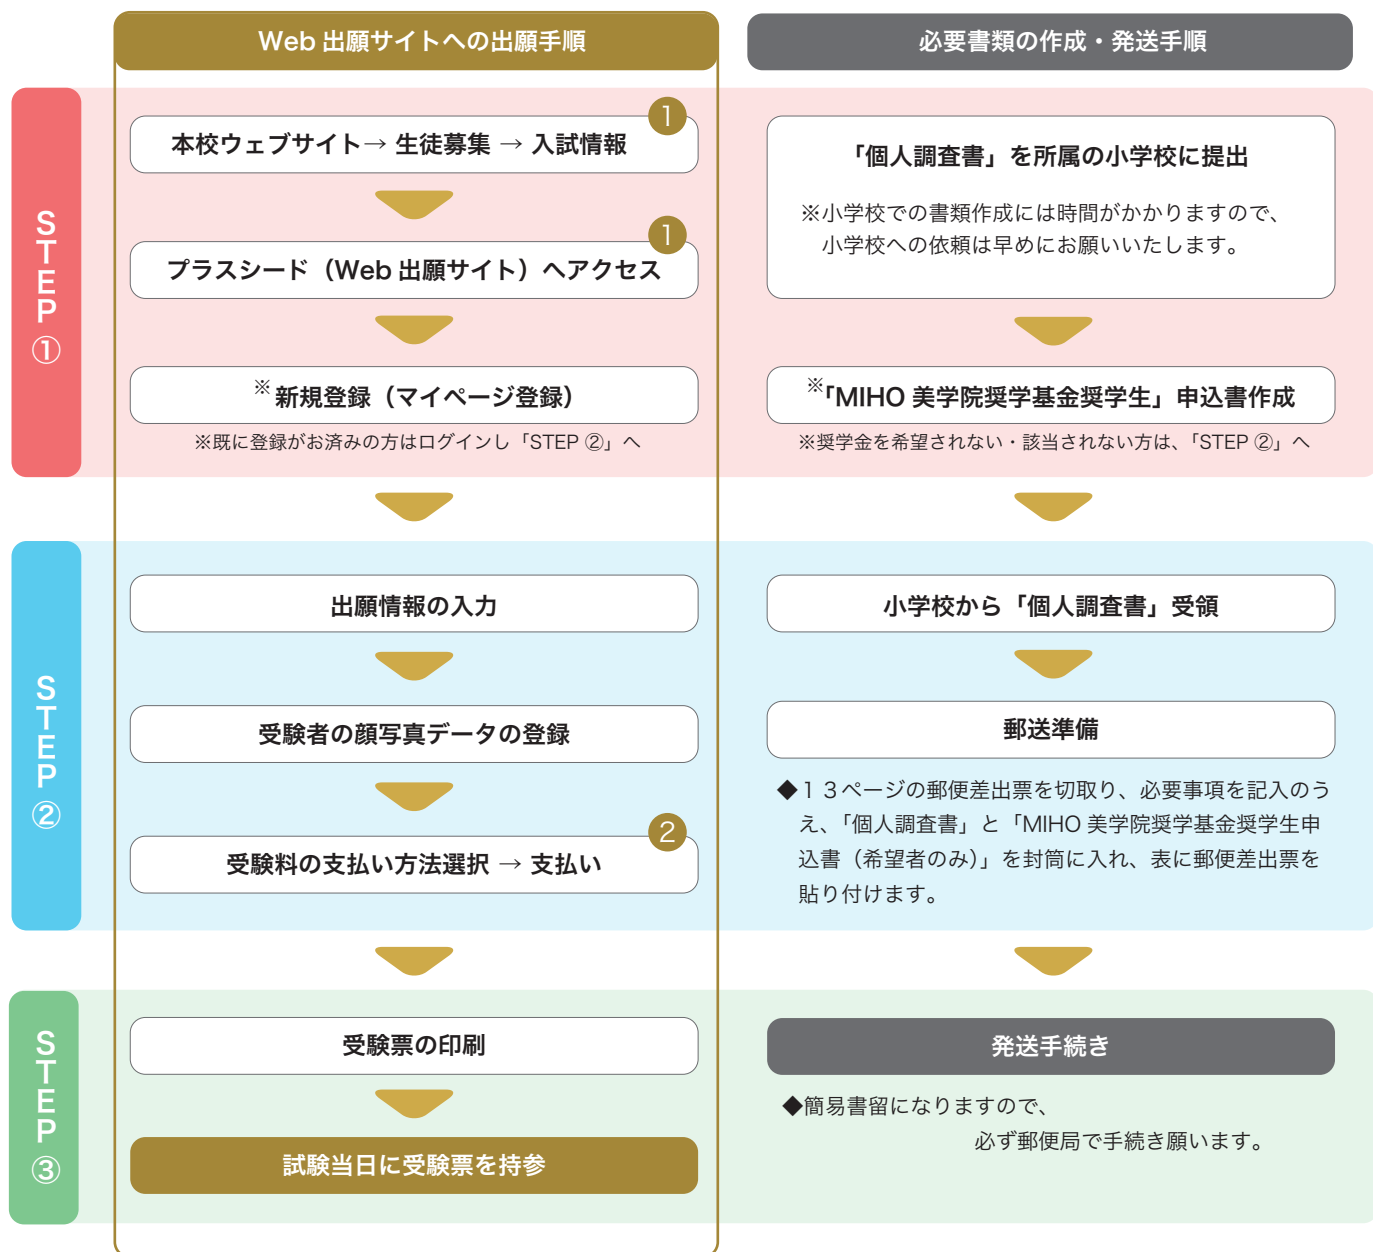 Web 出願サイトへの出願手順
必要書類の作成・発送手順
STEP ①
1
本校ウェブサイト→ 生徒募集 → 入試情報
1
プラスシード（Web 出願サイト）へアクセス
※新規登録（マイページ登録）
※既に登録がお済みの方はログインし「STEP ②」へ
「個人調査書」を所属の小学校に提出
※小学校での書類作成には時間がかかりますので、
小学校への依頼は早めにお願いいたします。
※「MIHO 美学院奨学基金奨学生」申込書作成
※奨学金を希望されない・該当されない方は、「STEP ②」へ
STEP ②
出願情報の入力
受験者の顔写真データの登録
2
受験料の支払い方法選択 → 支払い
小学校から「個人調査書」受領
郵送準備
◆１３ページの郵便差出票を切取り、必要事項を記入のう
え、「個人調査書」と「MIHO 美学院奨学基金奨学生申
込書（希望者のみ）」を封筒に入れ、表に郵便差出票を
貼り付けます。
STEP ③
受験票の印刷
試験当日に受験票を持参
発送手続き
◆簡易書留になりますので、
必ず郵便局で手続き願います。